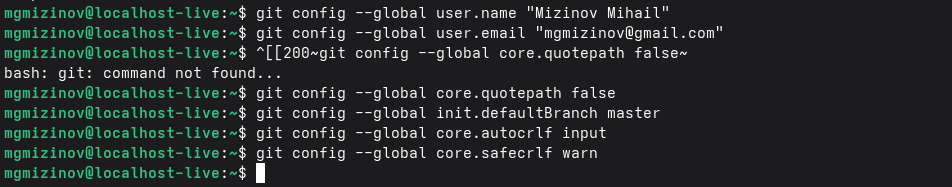 mgmizinov@localhost-live:~$ git config --global user.name "Mizinov Mihail"
mgmizinov@localhost-live:~$ git config --global user.email "mgmizinov@gmail.com"
mgmizinov@localhost-live:~$ ^[[200~git config --global core.quotepath false~
bash: git: command not found...
mgmizinov@localhost-live:~$ git config --global core.quotepath false
mgmizinov@localhost-live:~$ git config --global init.defaultBranch master
mgmizinov@localhost-live:~$ git config --global core.autocrlf input
mgmizinov@localhost-live:~$ git config --global core.safecrlf warn
mgmizinov@localhost-live:~$